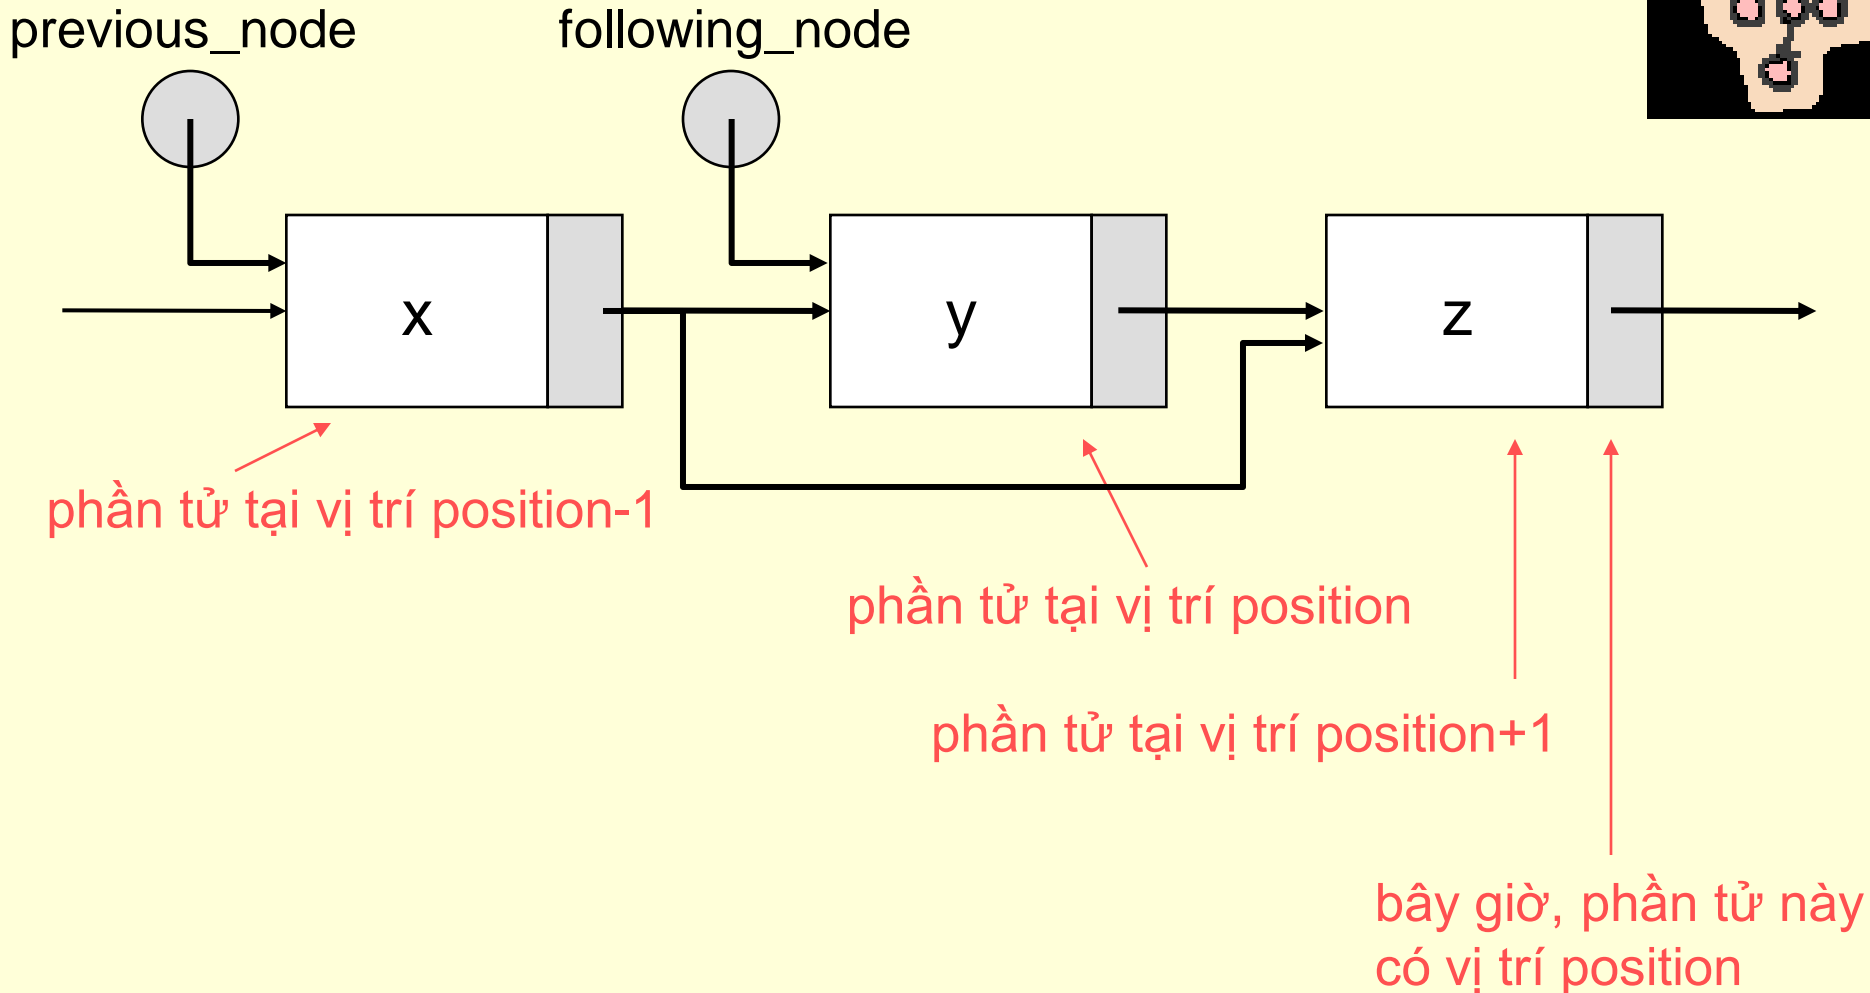 previous_node
following_node
x
y
z
phần tử tại vị trí position-1
phần tử tại vị trí position
phần tử tại vị trí position+1
bây giờ, phần tử này
có vị trí position